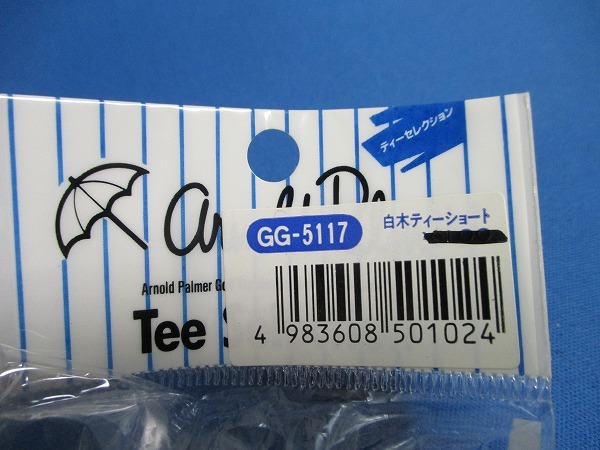 ティーセレクション
GG-5117
白木ティーショート
Arnold Palmer
Tee
4 983608 501024